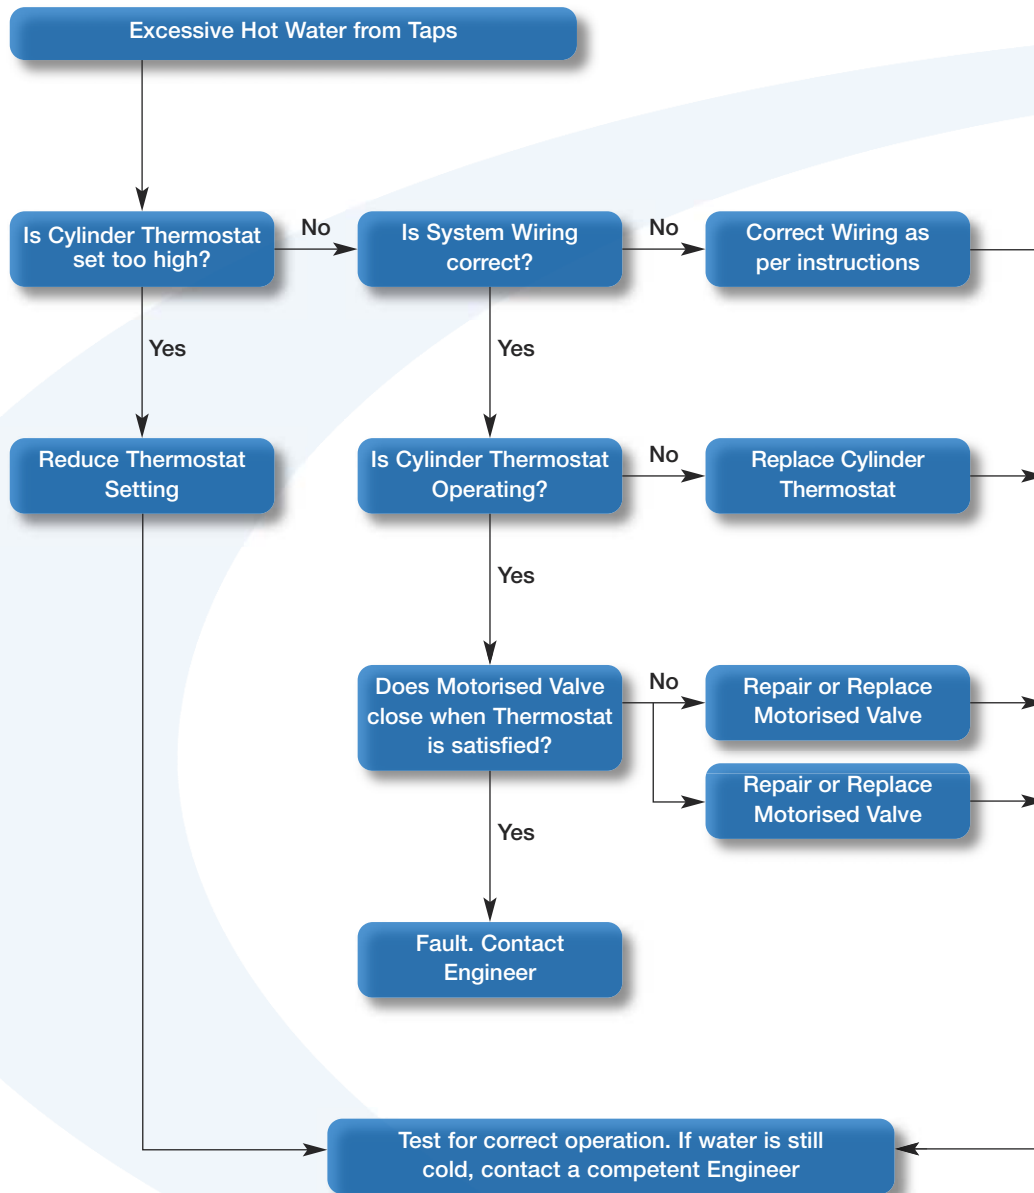 Excessive Hot Water from Taps
Is Cylinder Thermostat
set too high?
No
Is System Wiring
correct?
No
Correct Wiring as
per instructions
Yes
Yes
Reduce Thermostat
Setting
Is Cylinder Thermostat
Operating?
No
Replace Cylinder
Thermostat
Yes
Does Motorised Valve
close when Thermostat
is satisfied?
No
Repair or Replace
Motorised Valve
Repair or Replace
Motorised Valve
Yes
Fault. Contact
Engineer
Test for correct operation. If water is still
cold, contact a competent Engineer